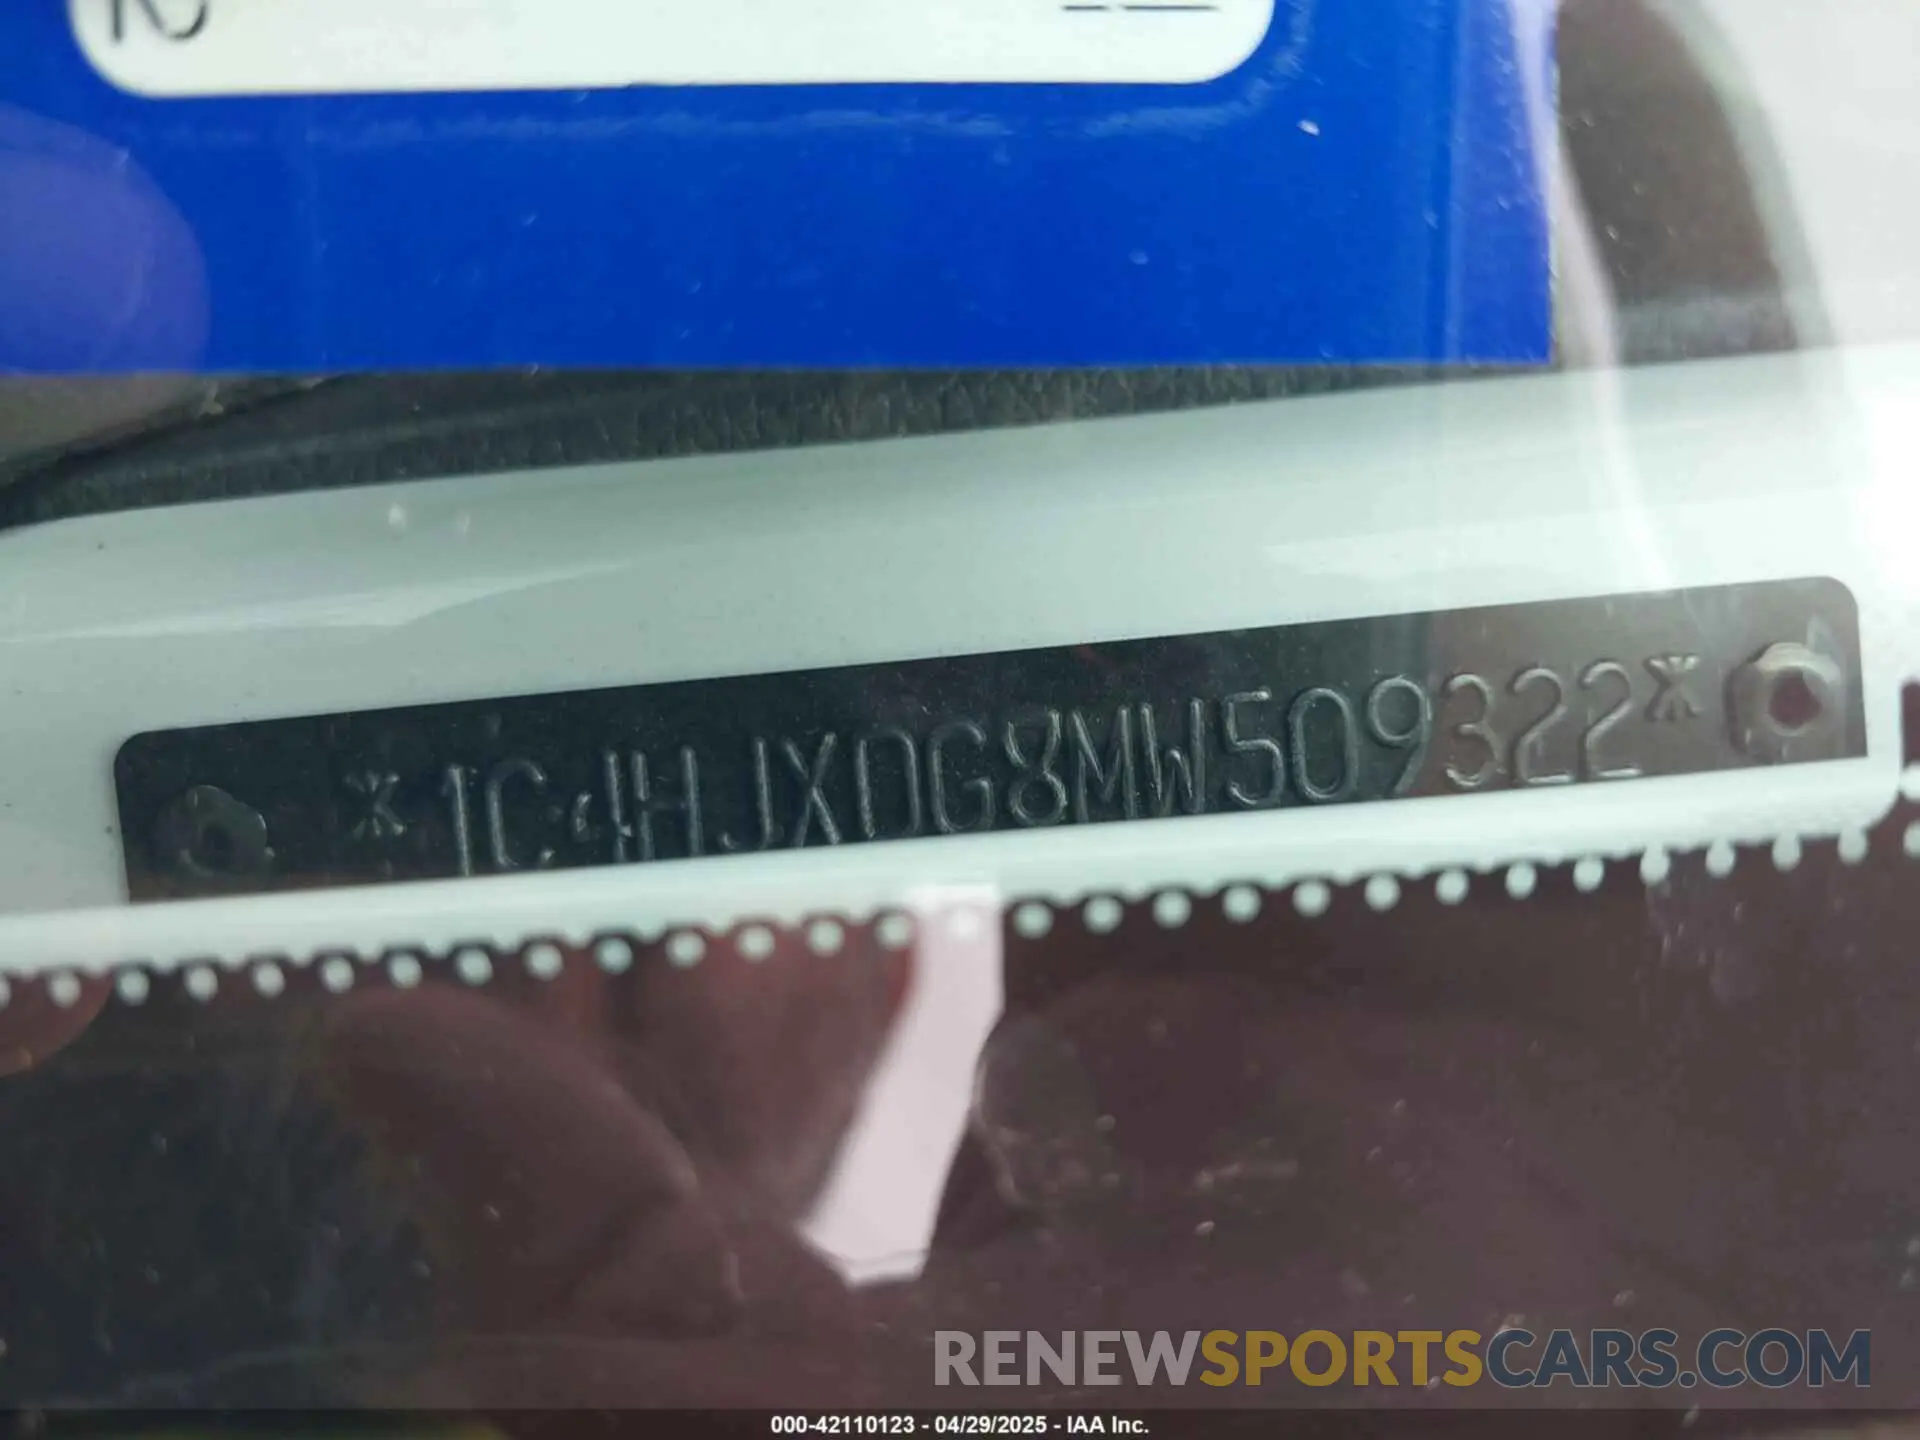 *1C4HJXDG8MW509322*
RENEWSPORTSCARS.COM
000-42110123 - 04/29/2025 - IAA Inc.